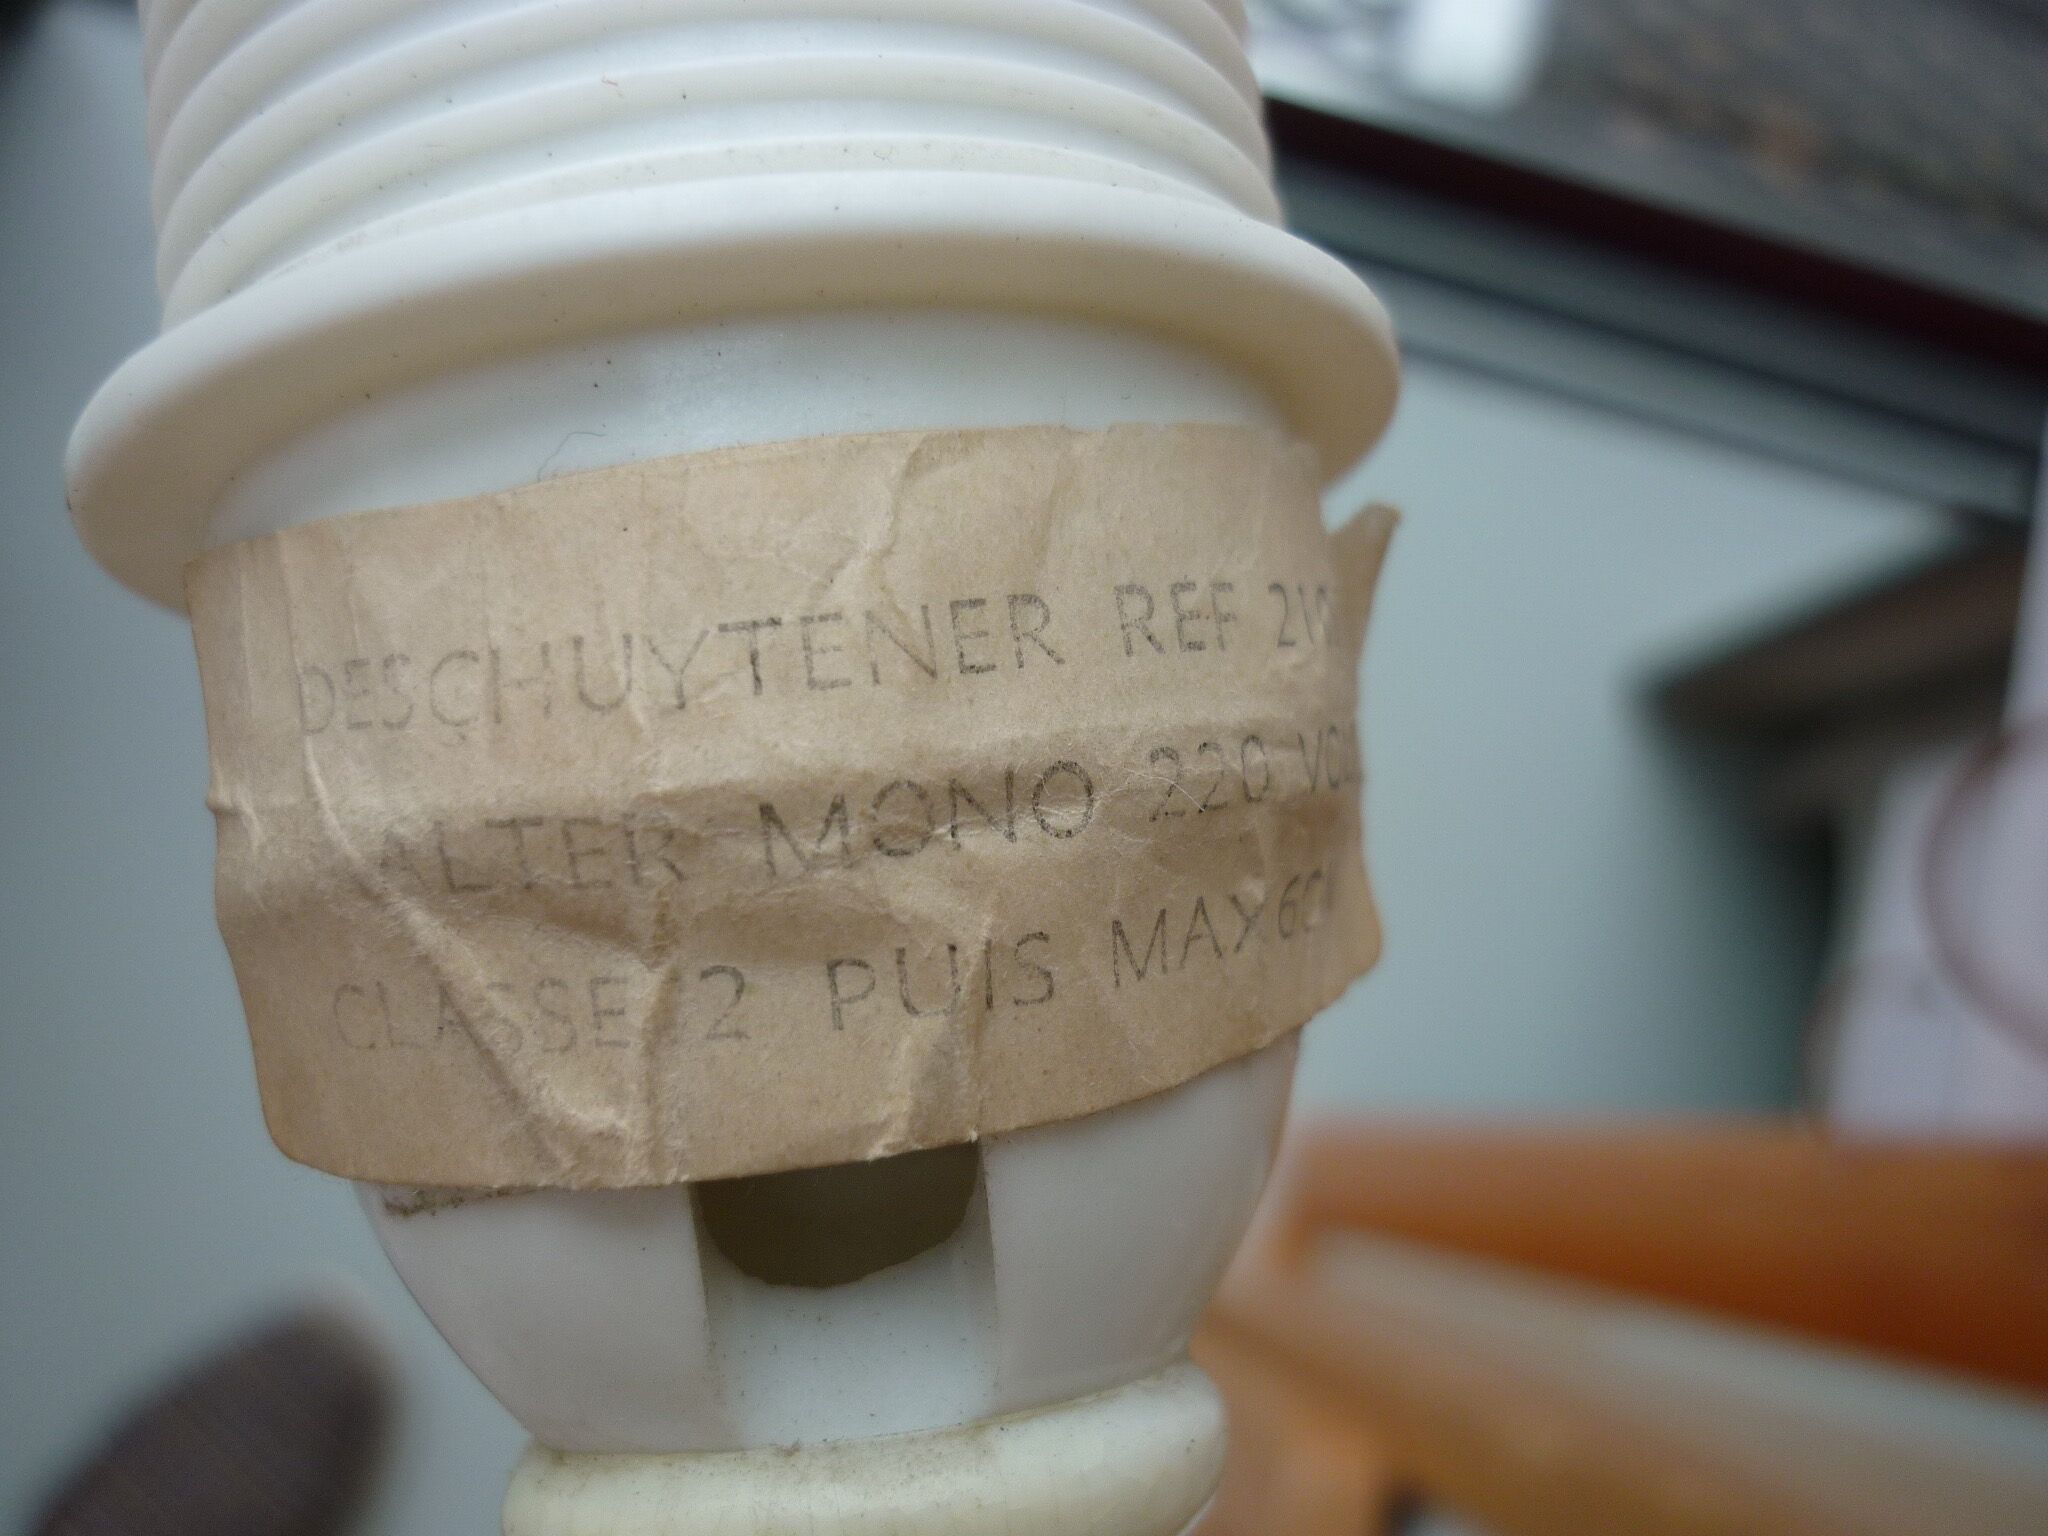 DESCHUYTENER REF
ALTER MONO 220
CLASSE 2 PUIS MAX